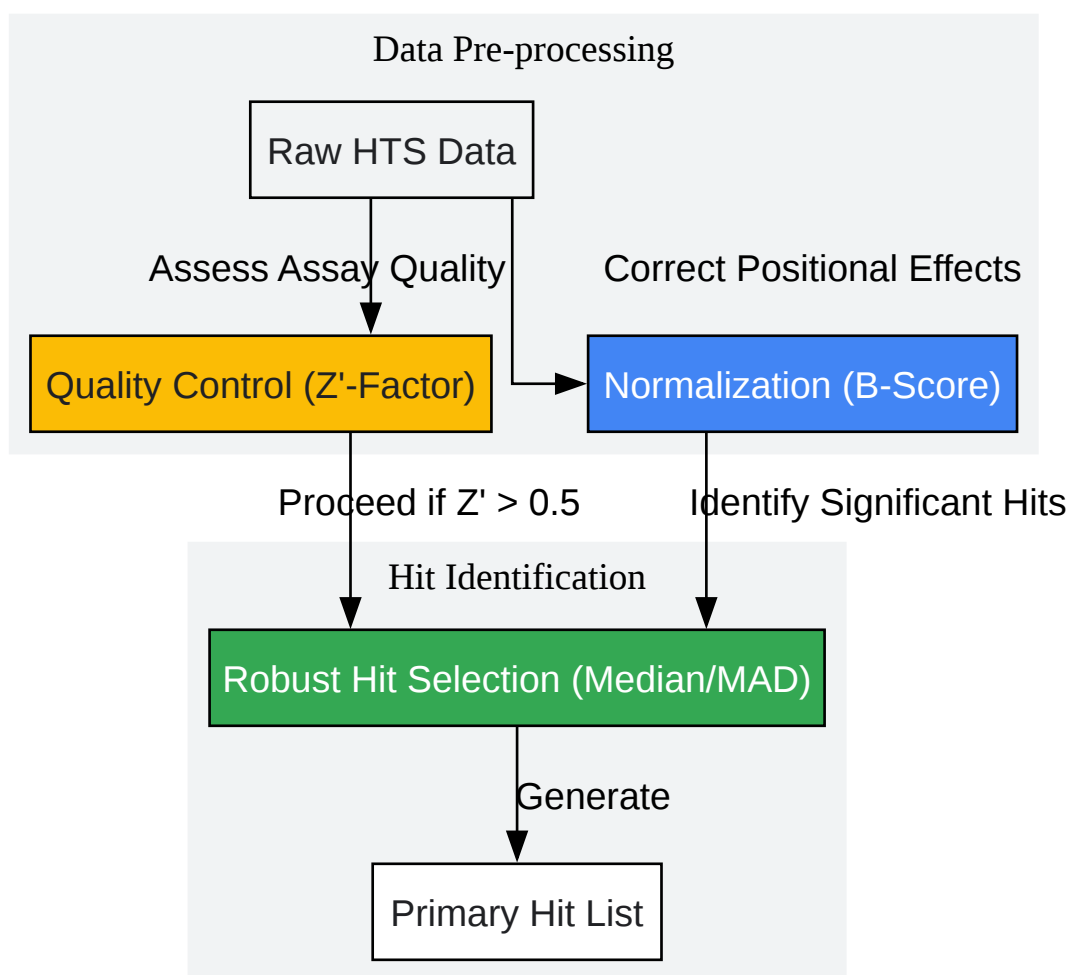 Data Pre-processing
Raw HTS Data
Assess Assay Quality
Correct Positional Effects
Quality Control (Z'-Factor)
Normalization (B-Score)
Proceed if Z' > 0.5
Identify Significant Hits
Hit Identification
Robust Hit Selection (Median/MAD)
Generate
Primary Hit List